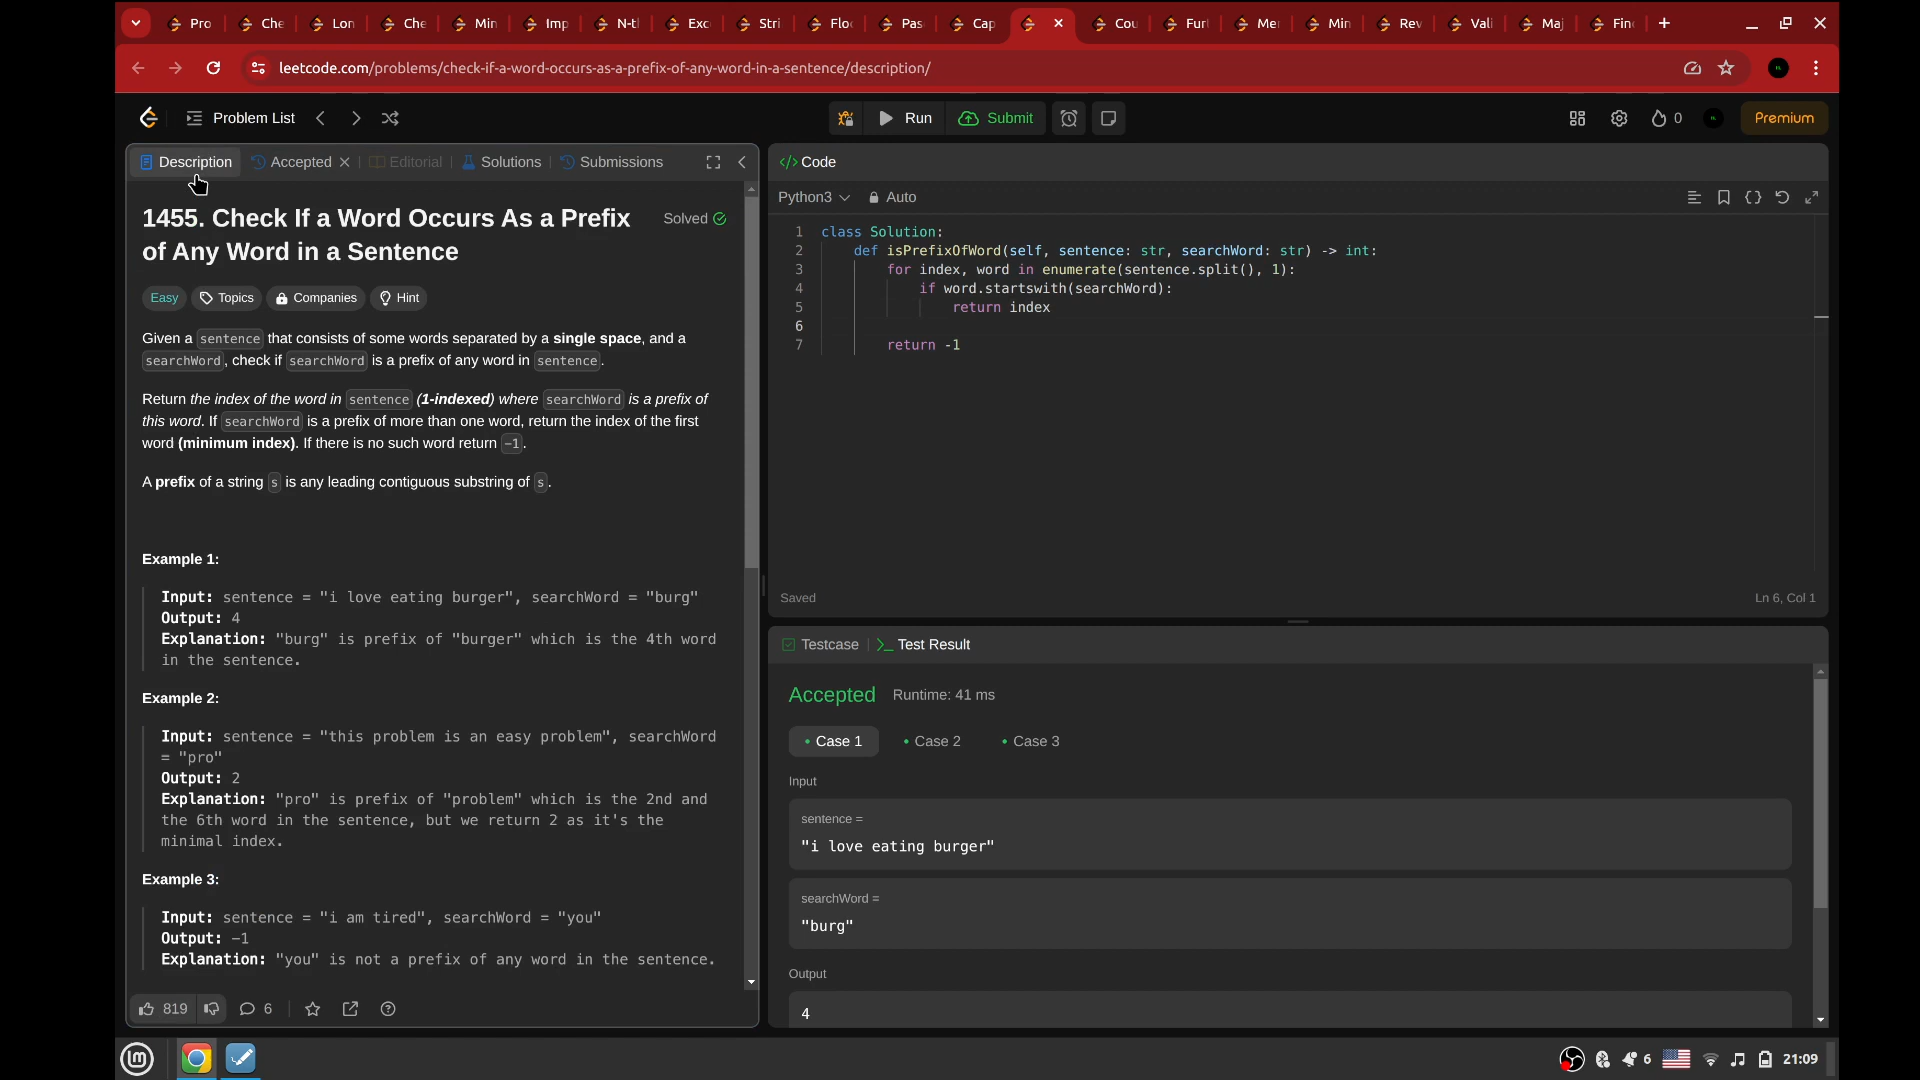 Pro
Che
Lon
Che
Min
Imp
N-tl
Exc
Stri
Floo
Pas
Cap
Cou
Furt
Mer
Min
Rev
Vali
Maj
Find
leetcode.com/problems/check-if-a-word-occurs-as-a-prefix-of-any-word-in-a-sentence/description/
Problem List
Run
Submit
0
Premium
Description
Accepted
Editorial
Solutions
Submissions
1455. Check If a Word Occurs As a Prefix
of Any Word in a Sentence
Solved
Easy
Topics
Companies
Hint
Given a sentence that consists of some words separated by a single space, and a
searchWord, check if searchWord is a prefix of any word in sentence.
Return the index of the word in sentence (1-indexed) where searchWord is a prefix of
this word. If searchWord is a prefix of more than one word, return the index of the first
word (minimum index). If there is no such word return -1.
A prefix of a string s is any leading contiguous substring of s.
Example 1:
Input: sentence = "i love eating burger", searchWord = "burg"
Output: 4
Explanation: "burg" is prefix of "burger" which is the 4th word
in the sentence.
Example 2:
Input: sentence = "this problem is an easy problem", searchWord
= "pro"
Output: 2
Explanation: "pro" is prefix of "problem" which is the 2nd and
the 6th word in the sentence, but we return 2 as it's the
minimal index.
Example 3:
Input: sentence = "i am tired", searchWord = "you"
Output: -1
Explanation: "you" is not a prefix of any word in the sentence.
819
6
</> Code
Python3
Auto
1 class Solution:
2 def isPrefixOfWord(self, sentence: str, searchWord: str) -> int:
3 for index, word in enumerate(sentence.split(), 1):
4 if word.startswith(searchWord):
5 return index
6
7 return -1
Saved
Ln 6, Col 1
Testcase
>_ Test Result
Accepted
Runtime: 41 ms
• Case 1
• Case 2
• Case 3
Input
sentence =
"i love eating burger"
searchWord =
"burg"
Output
4
lm
6
21:09